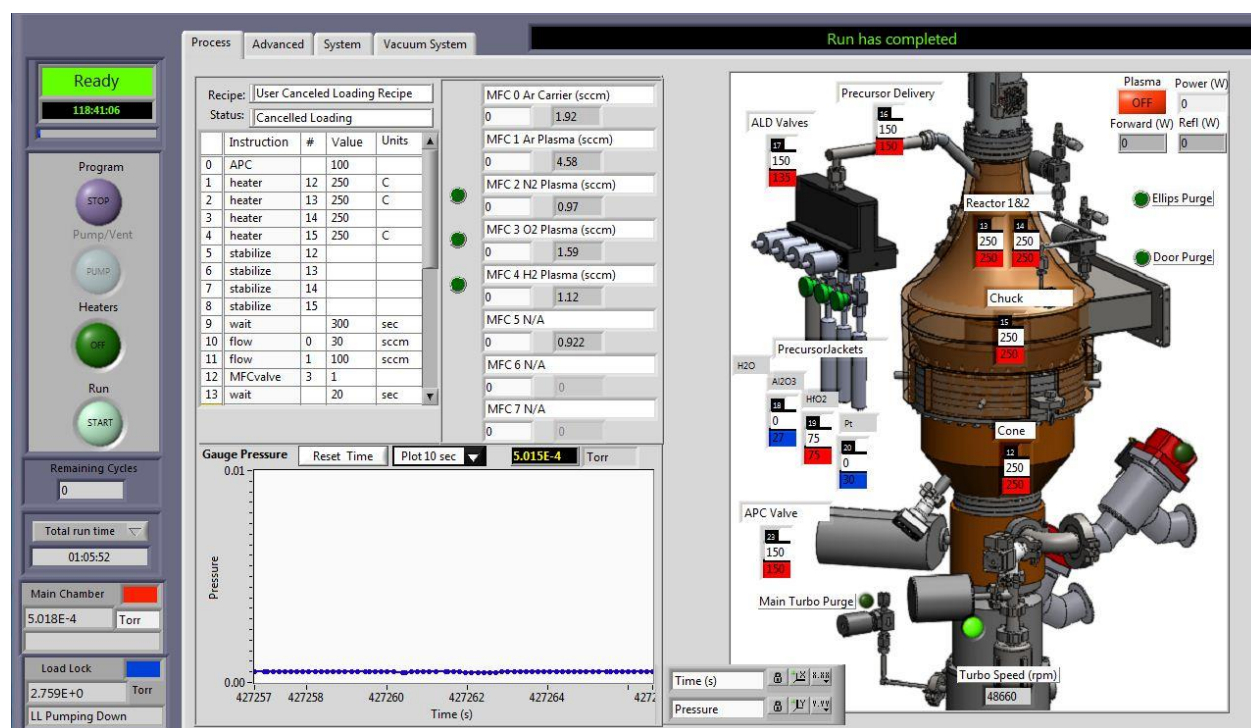 Process Advanced System Vacuum System
Run has completed
Ready
118:41:06
Program
STOP
Pump/Vent
PUMP
Heaters
OFF
Run
START
Remaining Cycles
0
Total run time
01:05:52
Main Chamber
5.018E-4 Torr
Load Lock
2.759E+0 Torr
LL Pumping Down
Recipe: User Canceled Loading Recipe
Status: Cancelled Loading
Instruction # Value Units
0 APC 100
1 heater 12 250 C
2 heater 13 250 C
3 heater 14 250
4 heater 15 250 C
5 stabilize 12
6 stabilize 13
7 stabilize 14
8 stabilize 15
9 wait 300 sec
10 flow 0 30 sccm
11 flow 1 100 sccm
12 MFCvalve 3 1
13 wait 20 sec
MFC 0 Ar Carrier (sccm)
0 1.92
MFC 1 Ar Plasma (sccm)
0 4.58
MFC 2 N2 Plasma (sccm)
0 0.97
MFC 3 O2 Plasma (sccm)
0 1.59
MFC 4 H2 Plasma (sccm)
0 1.12
MFC 5 N/A
0 0.922
MFC 6 N/A
0 0
MFC 7 N/A
0 0
Gauge Pressure Reset Time Plot 10 sec 5.015E-4 Torr
0.01
Pressure
0.00
427257 427258 427260 427262 427264 4272
Time (s)
Time (s)
Pressure
Plasma Power (W)
OFF 0
Forward (W) Refl (W)
0 0
Precursor Delivery
16
150
150
ALD Valves
17
150
135
Ellips Purge
Reactor 1&2
13 14
250 250
250 250
Door Purge
Chuck
15
250
250
PrecursorJackets
H2O
Al2O3
18
0
27
HfO2
19
75
75
Pt
20
0
30
Cone
12
250
250
APC Valve
23
150
150
Main Turbo Purge
Turbo Speed (rpm)
48660